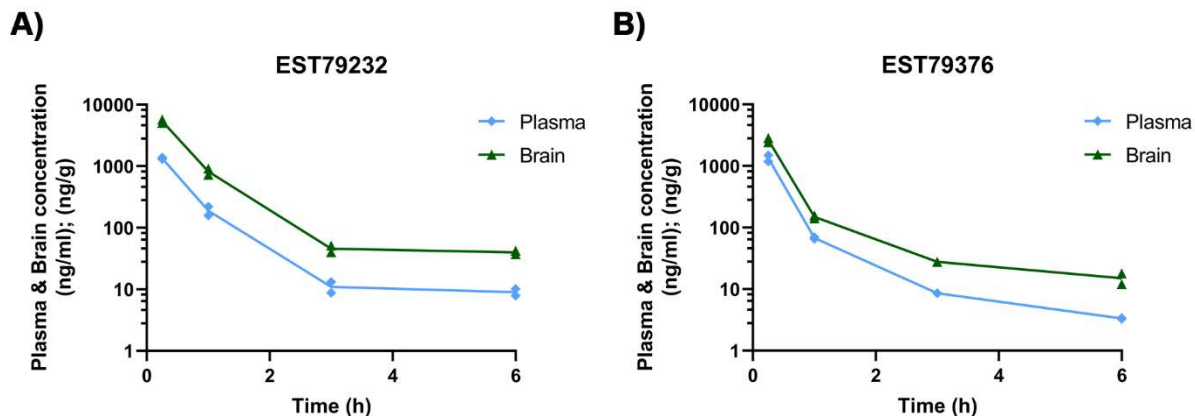 A)
EST79232
Plasma & Brain concentration
(ng/ml); (ng/g)
10000
1000
100
10
1
0
2
4
6
Time (h)
Plasma
Brain
B)
EST79376
Plasma & Brain concentration
(ng/ml); (ng/g)
10000
1000
100
10
1
0
2
4
6
Time (h)
Plasma
Brain